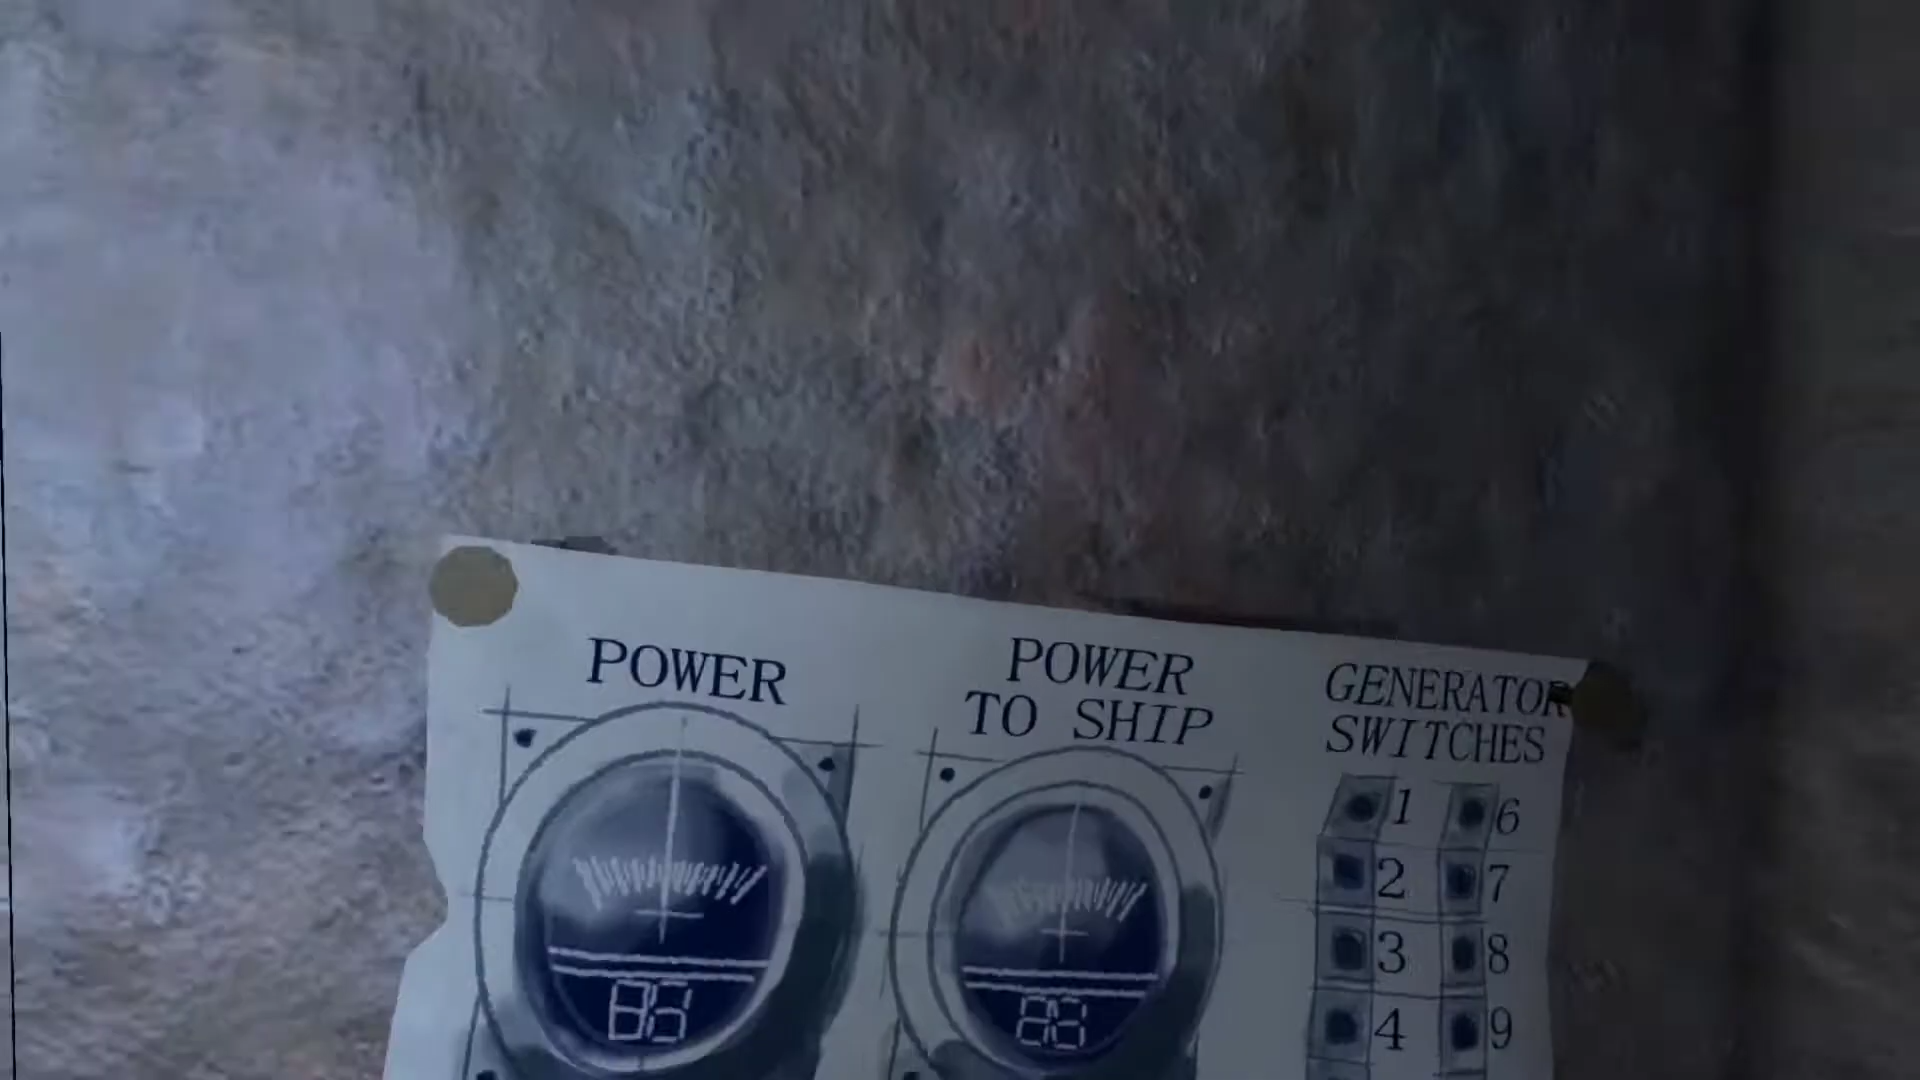 POWER
POWER
TO SHIP
GENERATOR
SWITCHES
1 6
2 7
3 8
4 9